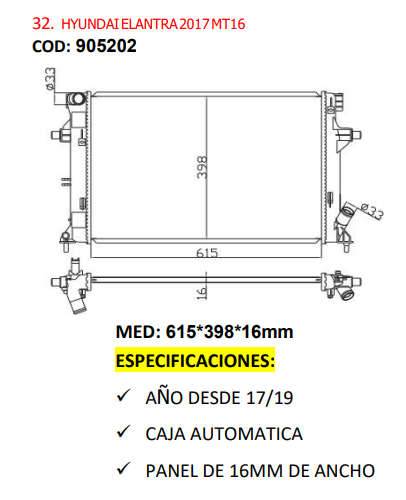 32. HYUNDAI ELANTRA 2017 MT16
COD: 905202
ø33
398
ø33
615
16
MED: 615*398*16mm
ESPECIFICACIONES:
✓ AÑO DESDE 17/19
✓ CAJA AUTOMATICA
✓ PANEL DE 16MM DE ANCHO